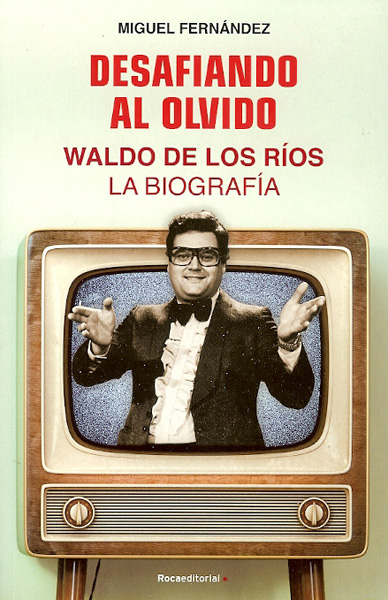 MIGUEL FERNÁNDEZ
DESAFIANDO
AL OLVIDO
WALDO DE LOS RÍOS
LA BIOGRAFÍA
Rocaeditorial